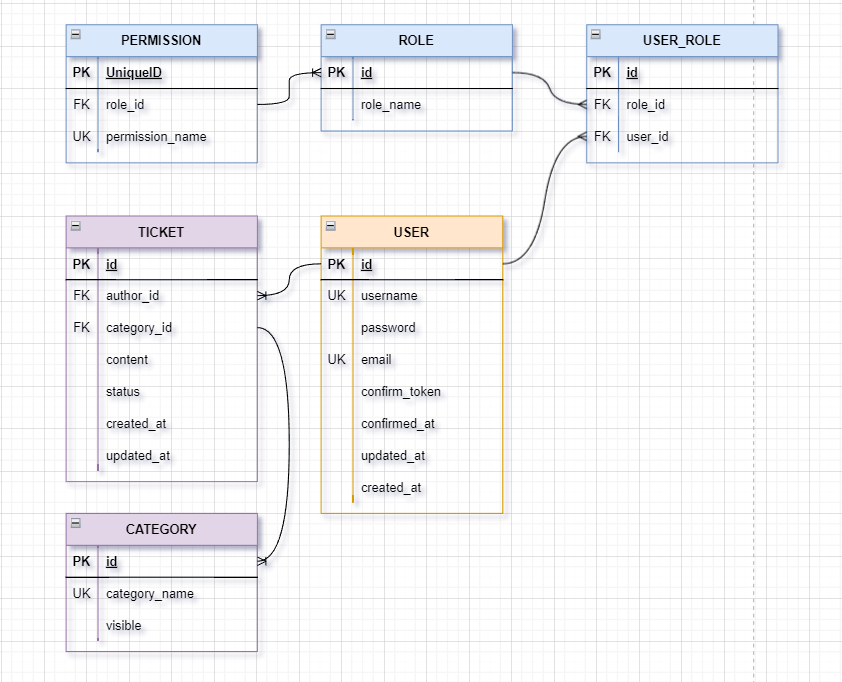 PERMISSION
PK UniqueID
FK role_id
UK permission_name
ROLE
PK id
role_name
USER_ROLE
PK id
FK role_id
FK user_id
TICKET
PK id
FK author_id
FK category_id
content
status
created_at
updated_at
USER
PK id
UK username
password
UK email
confirm_token
confirmed_at
updated_at
created_at
CATEGORY
PK id
UK category_name
visible